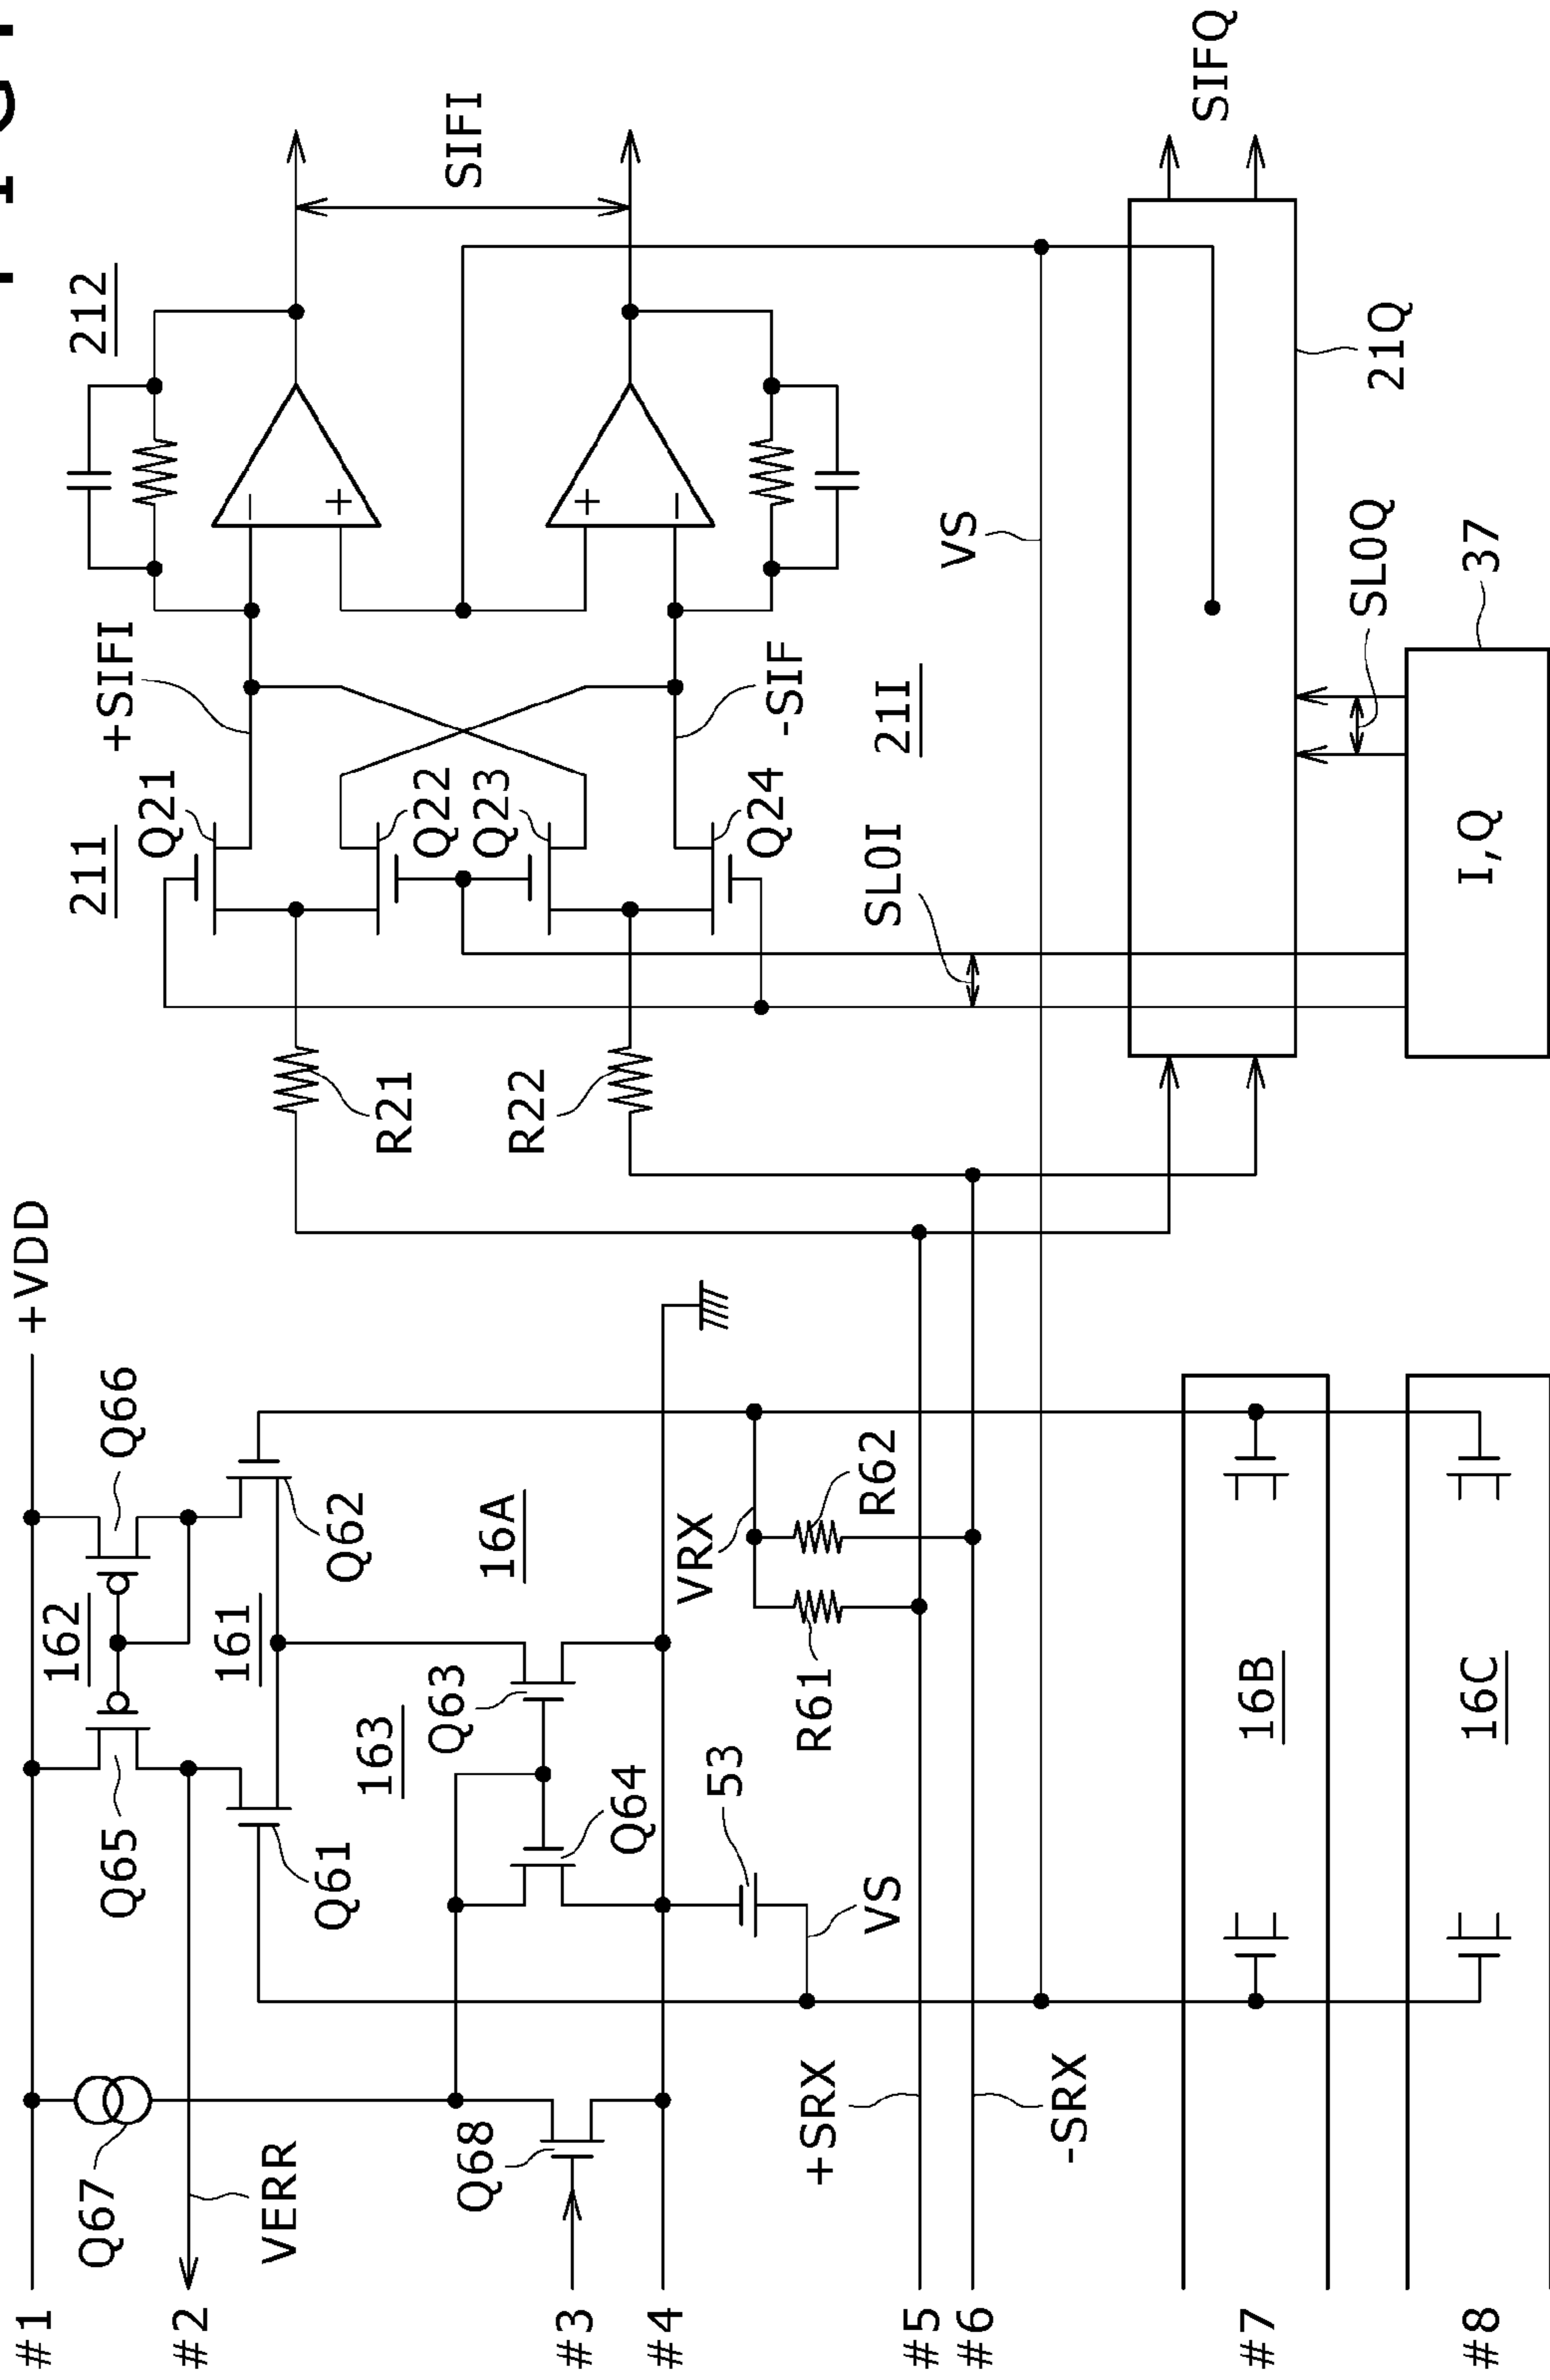 #1
+VDD
Q67
Q65
162
Q66
211
212
#2
VERR
Q61
161
Q62
Q21
+SIFI
163
R21
Q22
#3
Q68
Q63
16A
R22
Q23
SIFI
#4
Q64
VRX
53
Q24
-SIF
+SRX
VS
R61
R62
SLOI
21I
#5
#6
-SRX
VS
#7
16B
SIFQ
21Q
SLOQ
#8
16C
I,Q
37